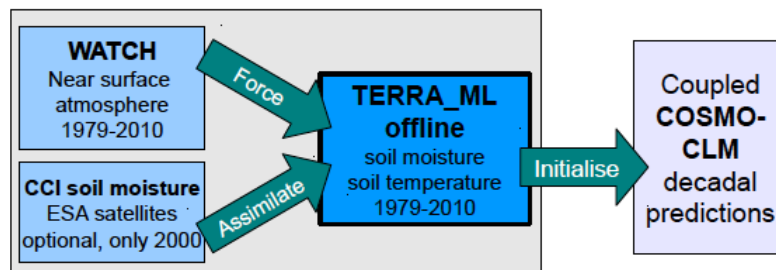 WATCH
Near surface
atmosphere
1979-2010
CCI soil moisture
ESA satellites
optional, only 2000
Force
Assimilate
TERRA_ML
offline
soil moisture
soil temperature
1979-2010
Initialise
Coupled
COSMO-
CLM
decadal
predictions